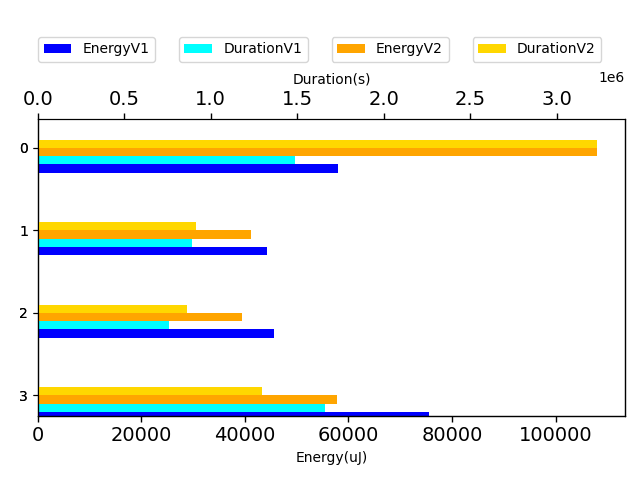 EnergyV1 DurationV1 EnergyV2 DurationV2
Duration(s)
1e6
0.0 0.5 1.0 1.5 2.0 2.5 3.0
0
1
2
3
0 20000 40000 60000 80000 100000
Energy(uJ)